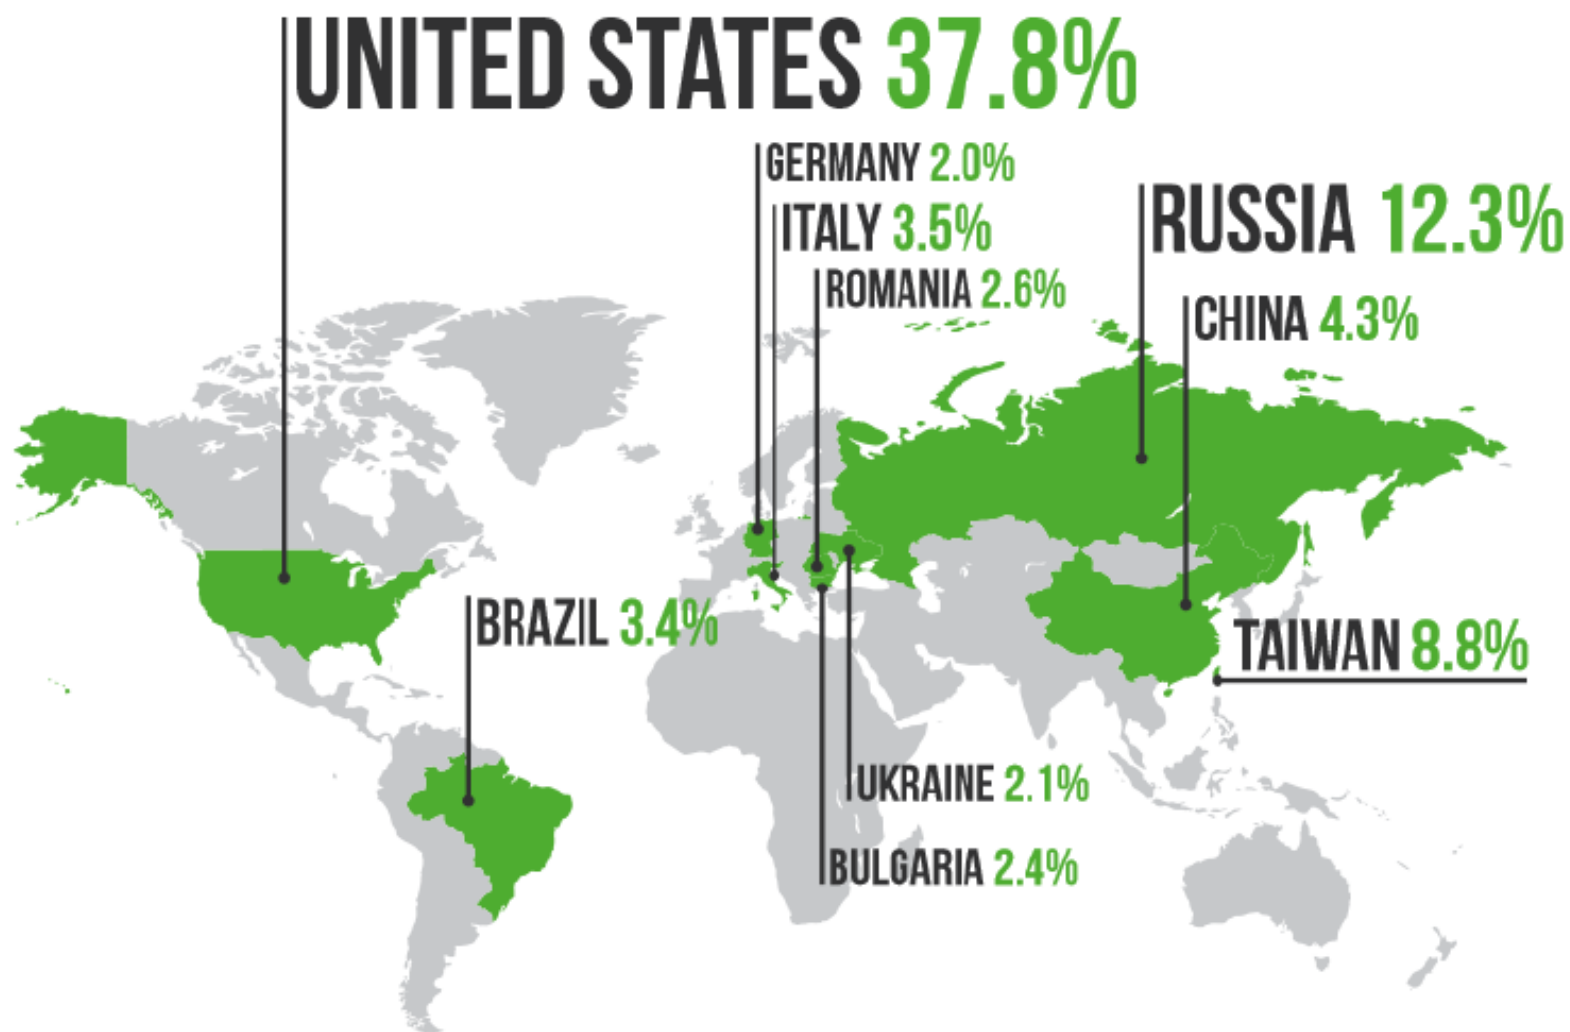 UNITED STATES 37.8%
GERMANY 2.0%
ITALY 3.5%
RUSSIA 12.3%
ROMANIA 2.6%
CHINA 4.3%
BRAZIL 3.4%
TAIWAN 8.8%
UKRAINE 2.1%
BULGARIA 2.4%